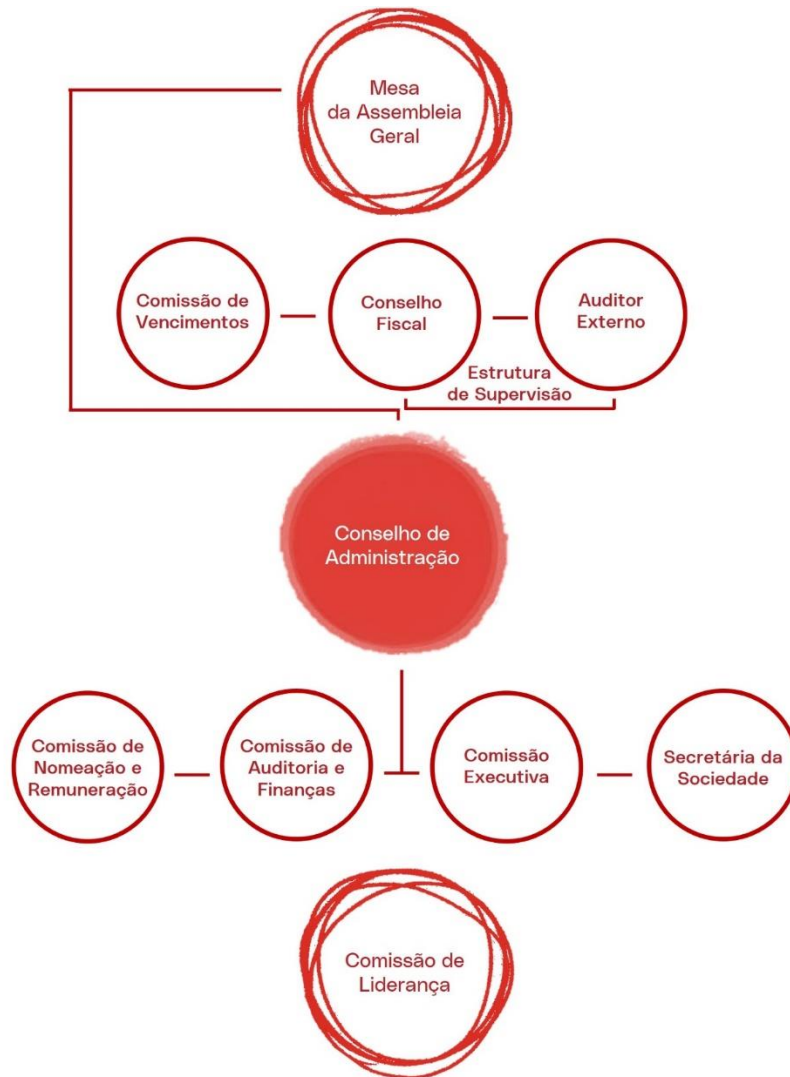 Mesa
da Assembleia
Geral
Comissão de
Vencimentos
Conselho
Fiscal
Auditor
Externo
Estrutura
de Supervisão
Conselho de
Administração
Comissão de
Nomeação e
Remuneração
Comissão de
Auditoria e
Finanças
Comissão
Executiva
Secretária da
Sociedade
Comissão de
Liderança